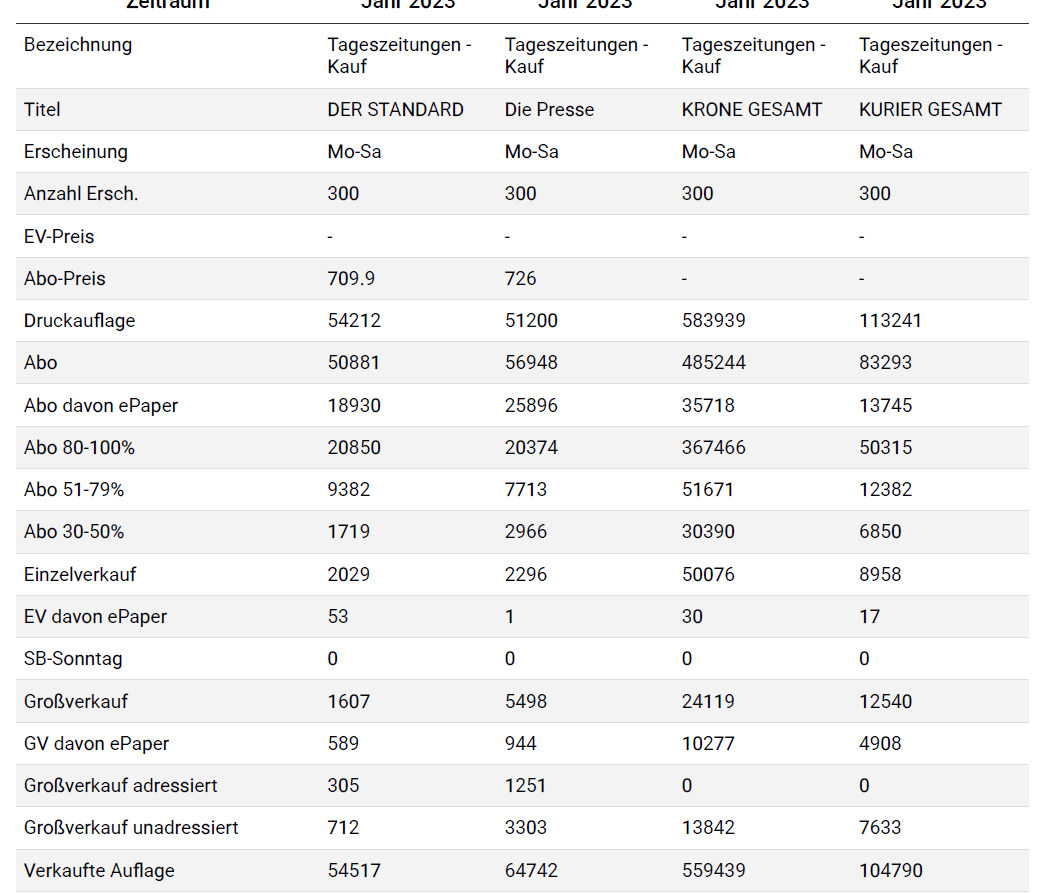 Zeitraum Jahr 2023 Jahr 2023 Jahr 2023 Jahr 2023
Bezeichnung Tageszeitungen - Tageszeitungen - Tageszeitungen - Tageszeitungen -
Kauf Kauf Kauf Kauf
Titel DER STANDARD Die Presse KRONE GESAMT KURIER GESAMT
Erscheinung Mo-Sa Mo-Sa Mo-Sa Mo-Sa
Anzahl Ersch. 300 300 300 300
EV-Preis - - - -
Abo-Preis 709.9 726 - -
Druckauflage 54212 51200 583939 113241
Abo 50881 56948 485244 83293
Abo davon ePaper 18930 25896 35718 13745
Abo 80-100% 20850 20374 367466 50315
Abo 51-79% 9382 7713 51671 12382
Abo 30-50% 1719 2966 30390 6850
Einzelverkauf 2029 2296 50076 8958
EV davon ePaper 53 1 30 17
SB-Sonntag 0 0 0 0
Großverkauf 1607 5498 24119 12540
GV davon ePaper 589 944 10277 4908
Großverkauf adressiert 305 1251 0 0
Großverkauf unadressiert 712 3303 13842 7633
Verkaufte Auflage 54517 64742 559439 104790